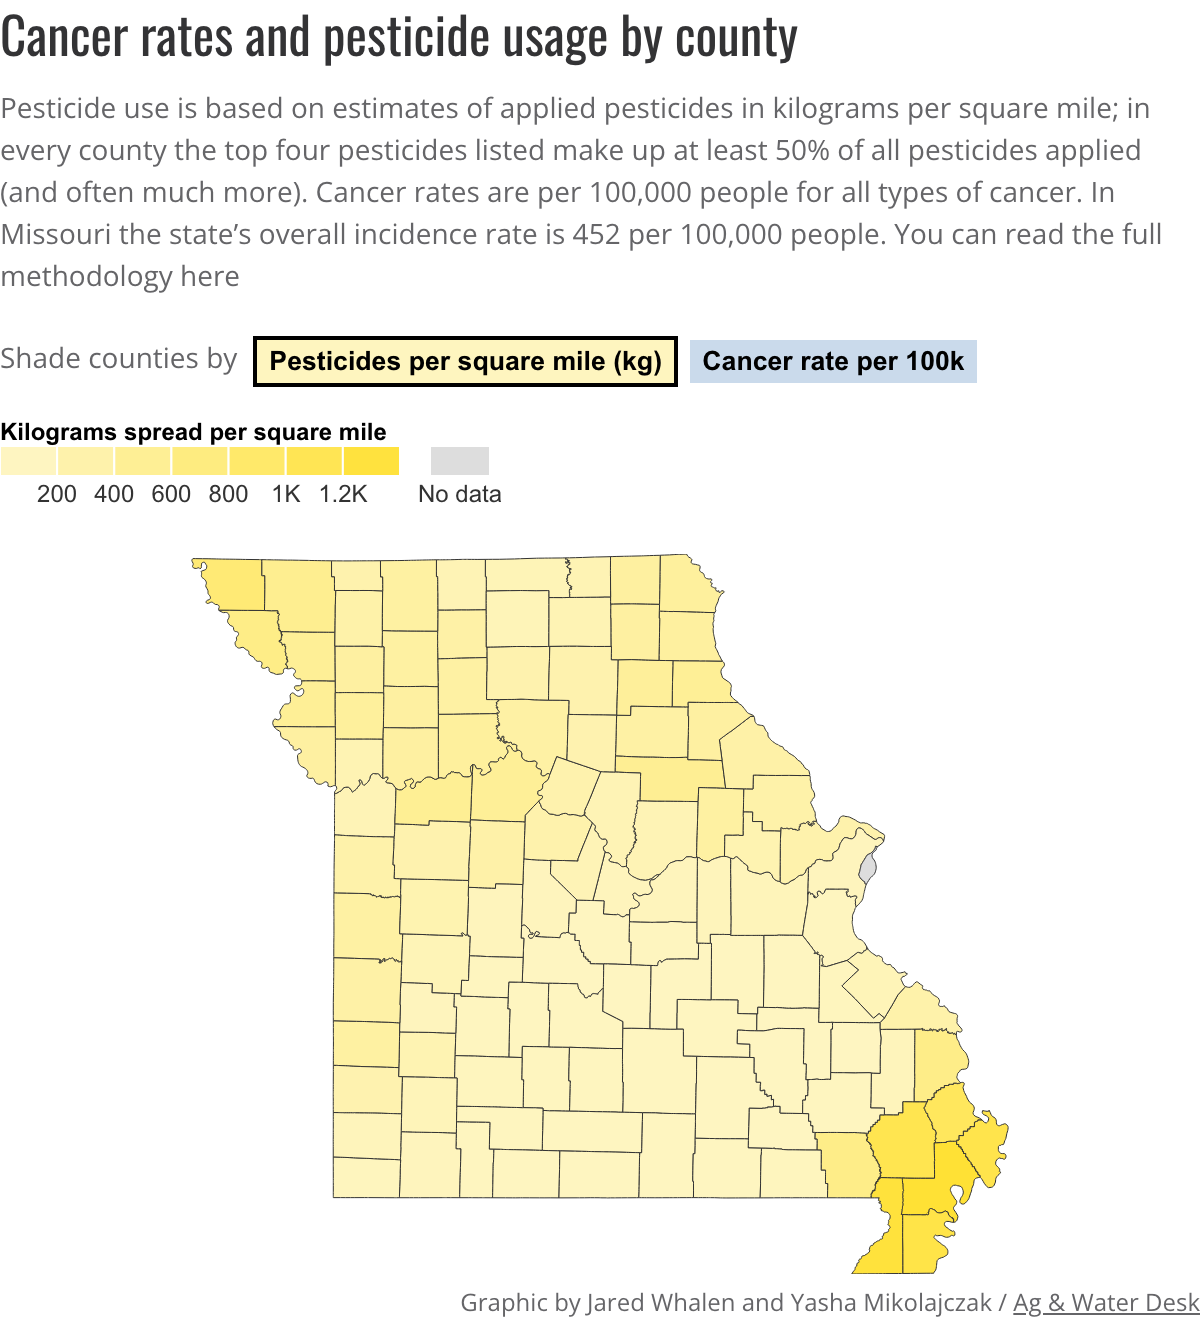 Cancer rates and pesticide usage by county
Pesticide use is based on estimates of applied pesticides in kilograms per square mile; in
every county the top four pesticides listed make up at least 50% of all pesticides applied
(and often much more). Cancer rates are per 100,000 people for all types of cancer. In
Missouri the state’s overall incidence rate is 452 per 100,000 people. You can read the full
methodology here
Shade counties by Pesticides per square mile (kg) Cancer rate per 100k
Kilograms spread per square mile
200 400 600 800 1K 1.2K No data
Graphic by Jared Whalen and Yasha Mikolajczak / Ag & Water Desk